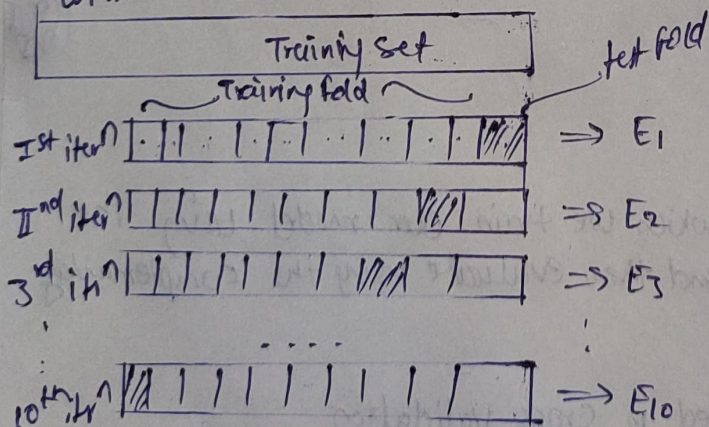 Training set
test fold
Training fold
Ist itern => E1
IInd itern => E2
3rd itn => E3
. . . .
10th itrn => E10